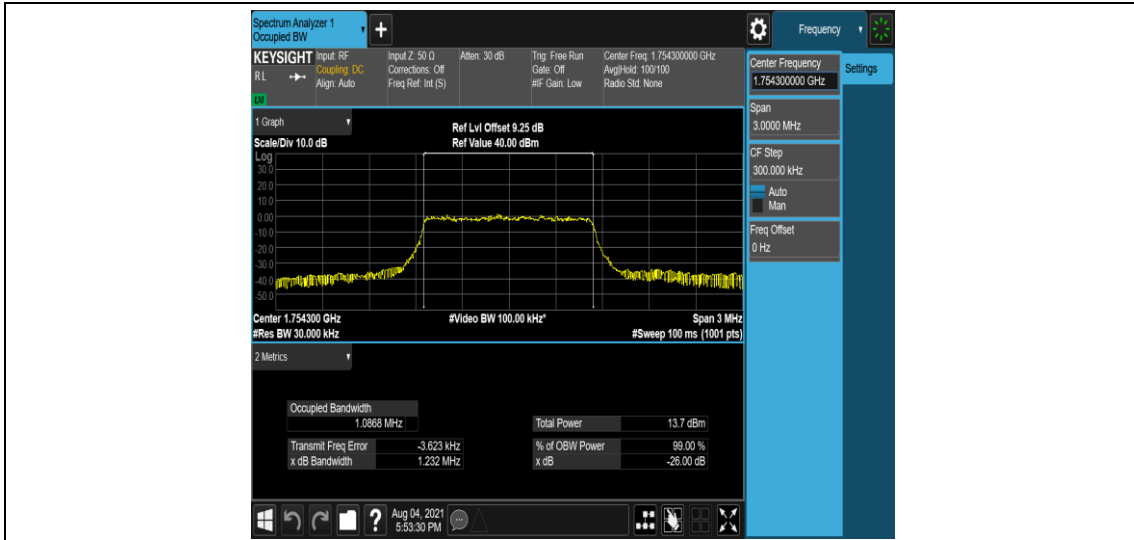 Spectrum Analyzer 1
Occupied BW
+
Frequency
KEYSIGHT
RL
LXI
Input: RF
Coupling: DC
Align: Auto
Input Z: 50 Ω
Corrections: Off
Freq Ref: Int (S)
Atten: 30 dB
Trig: Free Run
Gate: Off
#IF Gain: Low
Center Freq: 1.754300000 GHz
Avg|Hold: 100/100
Radio Std: None
Center Frequency
1.754300000 GHz
Settings
Span
3.0000 MHz
CF Step
300.000 kHz
Auto
Man
Freq Offset
0 Hz
1 Graph
Scale/Div 10.0 dB
Ref Lvl Offset 9.25 dB
Ref Value 40.00 dBm
Log
30.0
20.0
10.0
0.00
-10.0
-20.0
-30.0
-40.0
-50.0
Center 1.754300 GHz
#Video BW 100.00 kHz*
Span 3 MHz
#Res BW 30.000 kHz
#Sweep 100 ms (1001 pts)
2 Metrics
Occupied Bandwidth
1.0868 MHz
Total Power 13.7 dBm
Transmit Freq Error -3.623 kHz
% of OBW Power 99.00 %
x dB Bandwidth 1.232 MHz
x dB -26.00 dB
?
Aug 04, 2021
5:53:30 PM